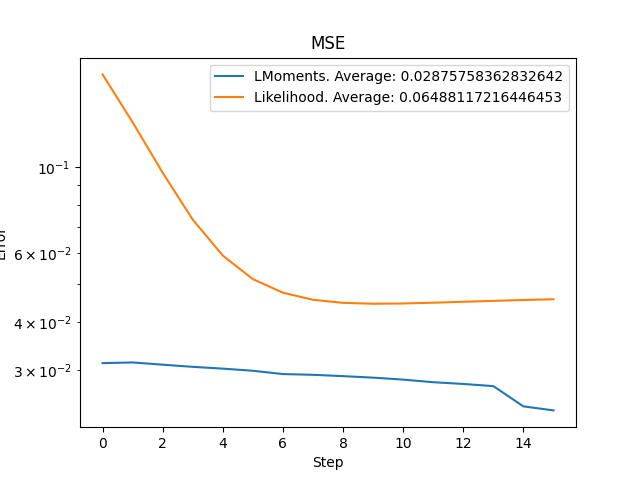 MSE
LMoments. Average: 0.02875758362832642
Likelihood. Average: 0.06488117216446453
10⁻¹
6 × 10⁻²
4 × 10⁻²
3 × 10⁻²
Error
0 2 4 6 8 10 12 14
Step